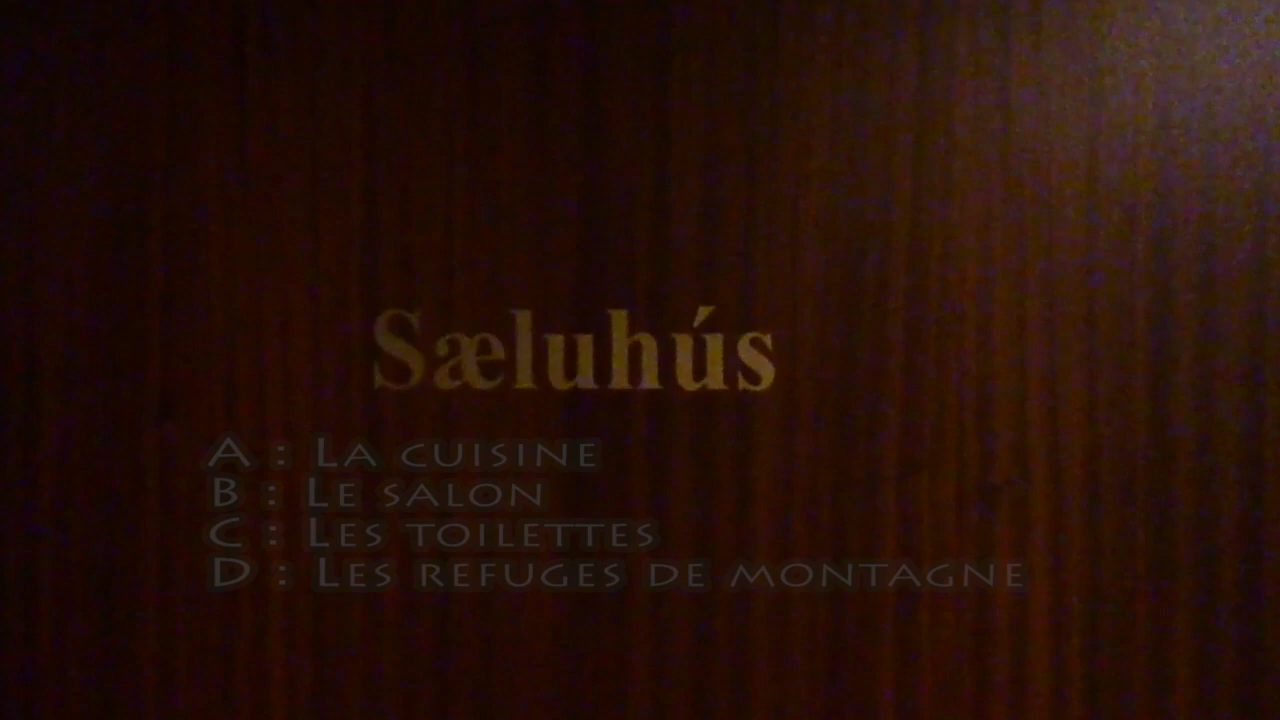 Sæluhús
A : La cuisine
B : Le salon
C : Les toilettes
D : Les refuges de montagne